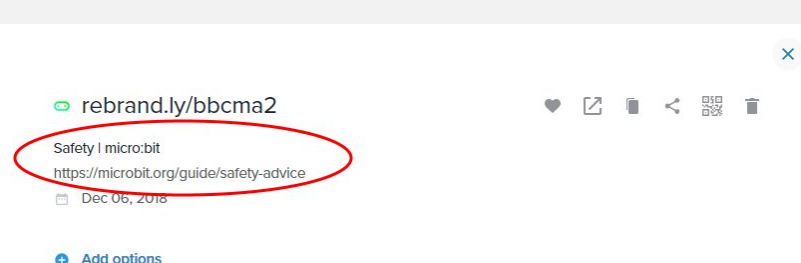 rebrand.ly/bbcma2
Safety | micro:bit
https://microbit.org/guide/safety-advice
Dec 06, 2018
Add options